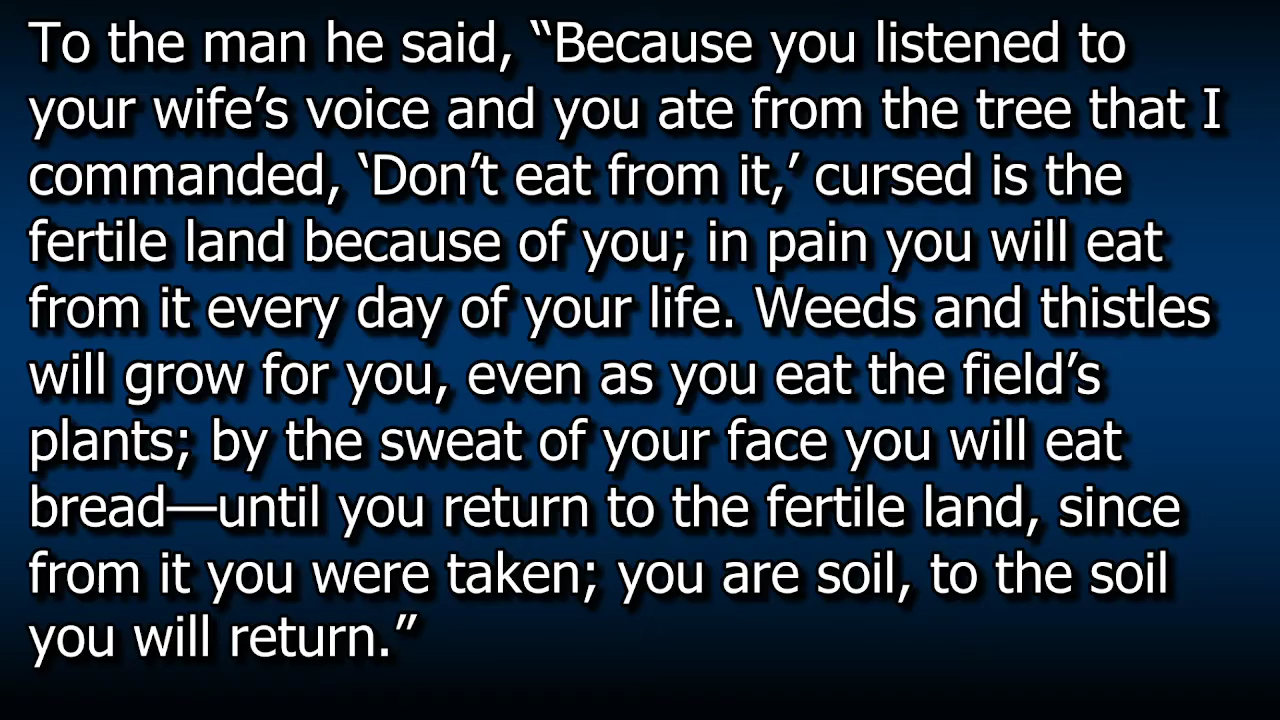 To the man he said, “Because you listened to
your wife’s voice and you ate from the tree that I
commanded, ‘Don’t eat from it,’ cursed is the
fertile land because of you; in pain you will eat
from it every day of your life. Weeds and thistles
will grow for you, even as you eat the field’s
plants; by the sweat of your face you will eat
bread—until you return to the fertile land, since
from it you were taken; you are soil, to the soil
you will return.”